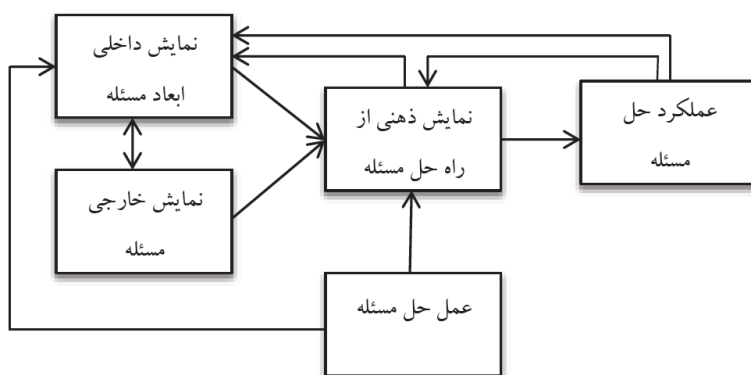 نمایش داخلی
ابعاد مسئله
نمایش خارجی
مسئله
نمایش ذهنی از
راه حل مسئله
عملکرد حل
مسئله
عمل حل مسئله